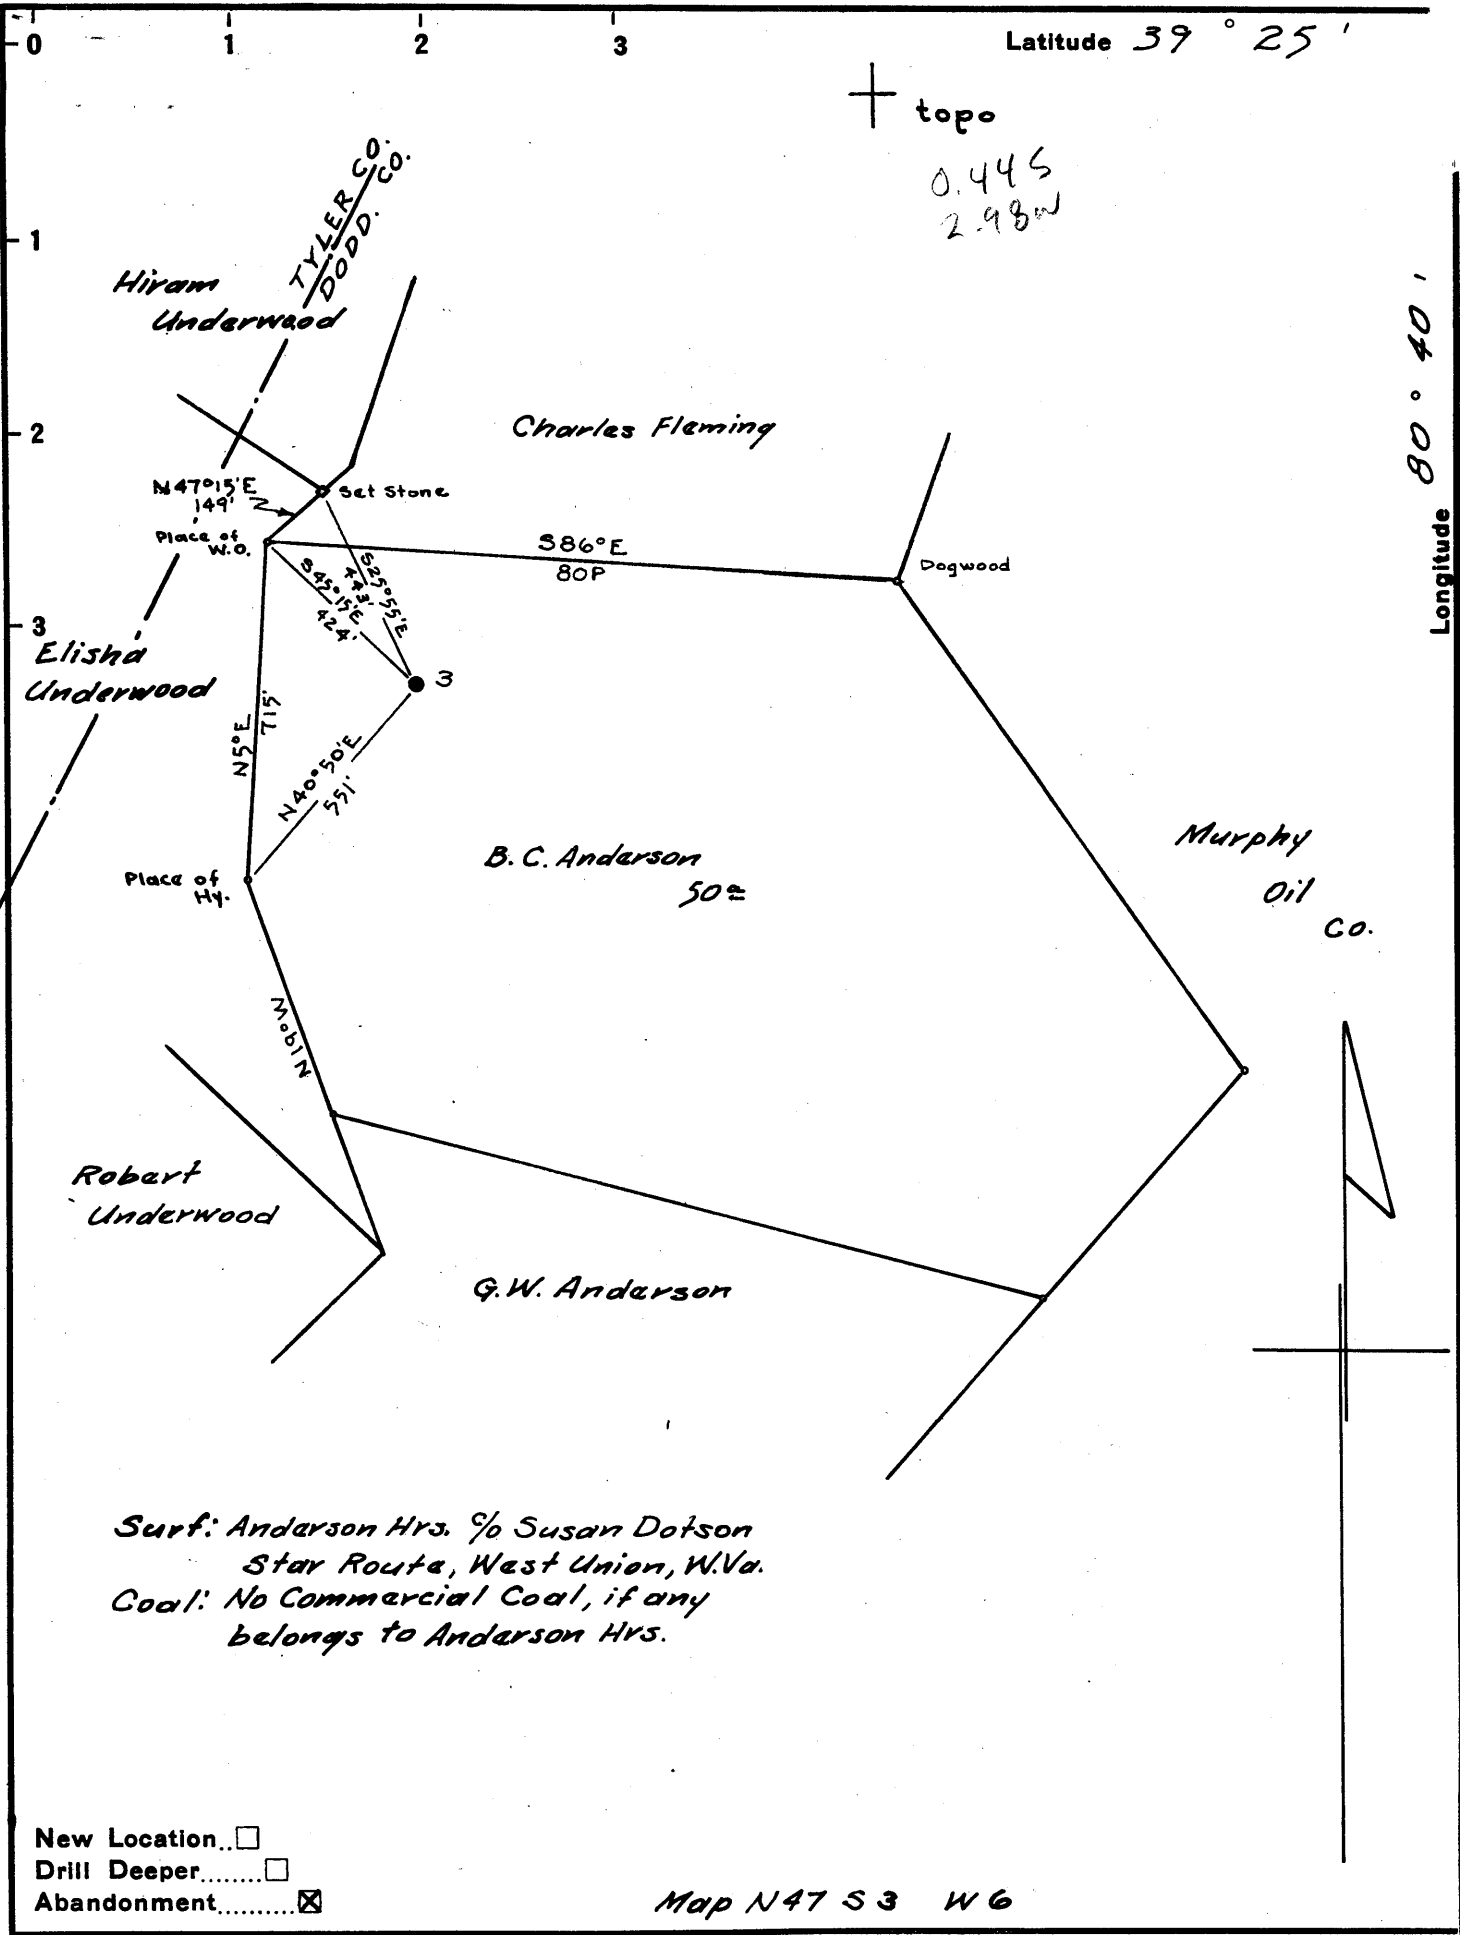 0 1 2 3 Latitude 39° 25'
topo
0.44S
2.98W
TYLER CO.
DODD. CO.
1
Hiram
Underwood
Longitude 80° 40'
2
Charles Fleming
N47°15'E
149'
Set Stone
Place of
W.O.
S86°E
80P
Dogwood
S25°55'E
443'
S45°15'E
424'
3
Elisha
Underwood
3
N5°E
715'
N40°50'E
551'
B.C. Anderson
50 a
Murphy
Oil
Co.
Place of
Hy.
N19°W
Robert
Underwood
G.W. Anderson
Surf: Anderson Hrs. c/o Susan Dotson
Star Route, West Union, W.Va.
Coal: No Commercial Coal, if any
belongs to Anderson Hrs.
New Location..☐
Drill Deeper........☐
Abandonment..........☒
Map N47 S3 W6